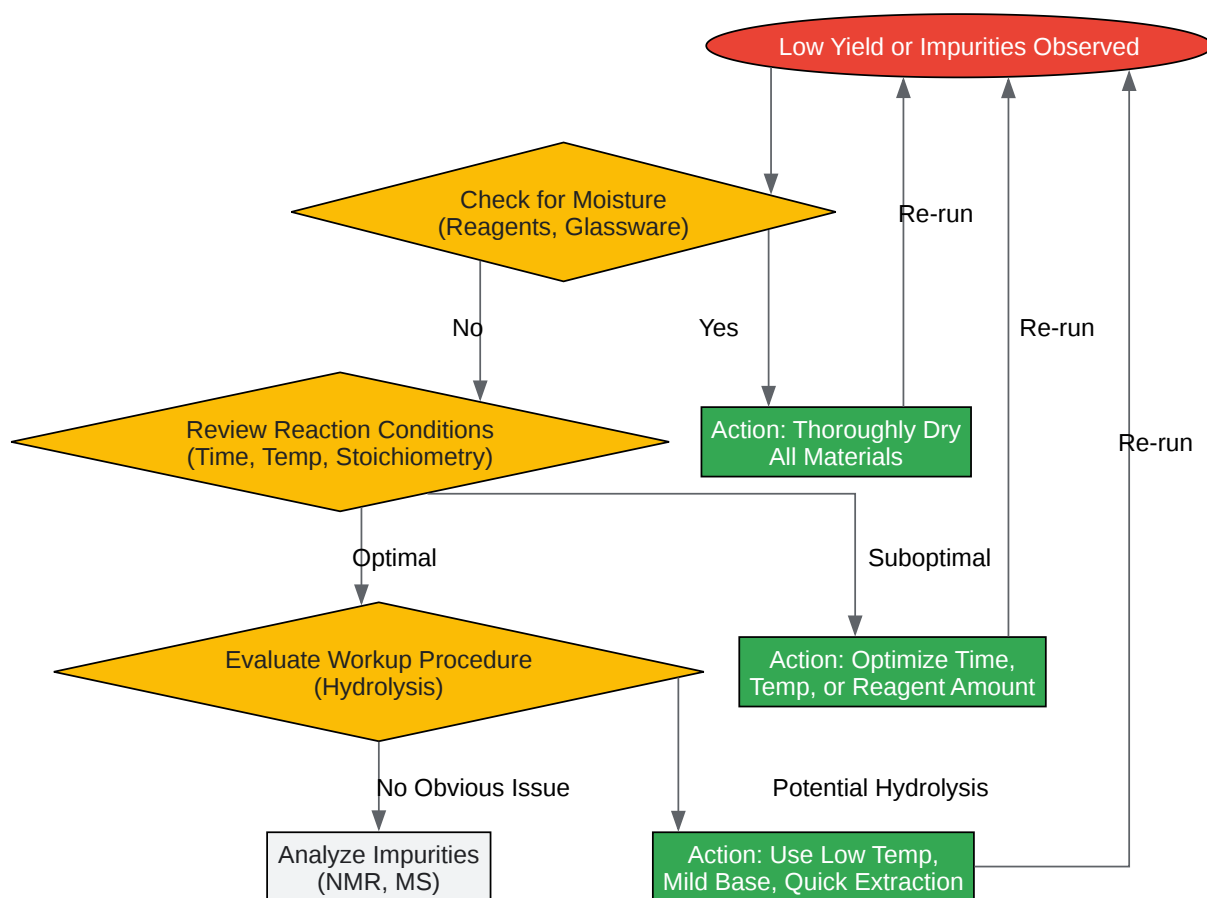 Low Yield or Impurities Observed
Check for Moisture
(Reagents, Glassware)
Re-run
No
Yes
Re-run
Review Reaction Conditions
(Time, Temp, Stoichiometry)
Action: Thoroughly Dry
All Materials
Re-run
Optimal
Suboptimal
Evaluate Workup Procedure
(Hydrolysis)
Action: Optimize Time,
Temp, or Reagent Amount
No Obvious Issue
Potential Hydrolysis
Analyze Impurities
(NMR, MS)
Action: Use Low Temp,
Mild Base, Quick Extraction